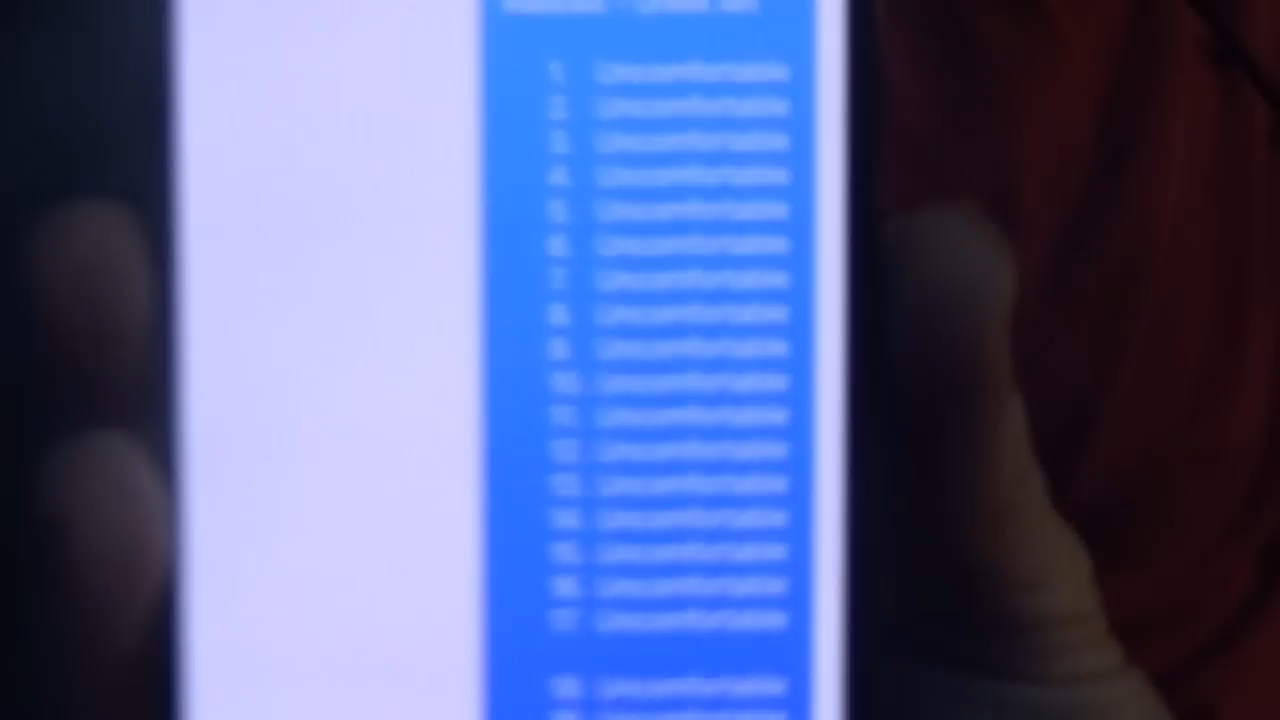 1. Uncomfortable
2. Uncomfortable
3. Uncomfortable
4. Uncomfortable
5. Uncomfortable
6. Uncomfortable
7. Uncomfortable
8. Uncomfortable
9. Uncomfortable
10. Uncomfortable
11. Uncomfortable
12. Uncomfortable
13. Uncomfortable
14. Uncomfortable
15. Uncomfortable
16. Uncomfortable
17. Uncomfortable
18. Uncomfortable